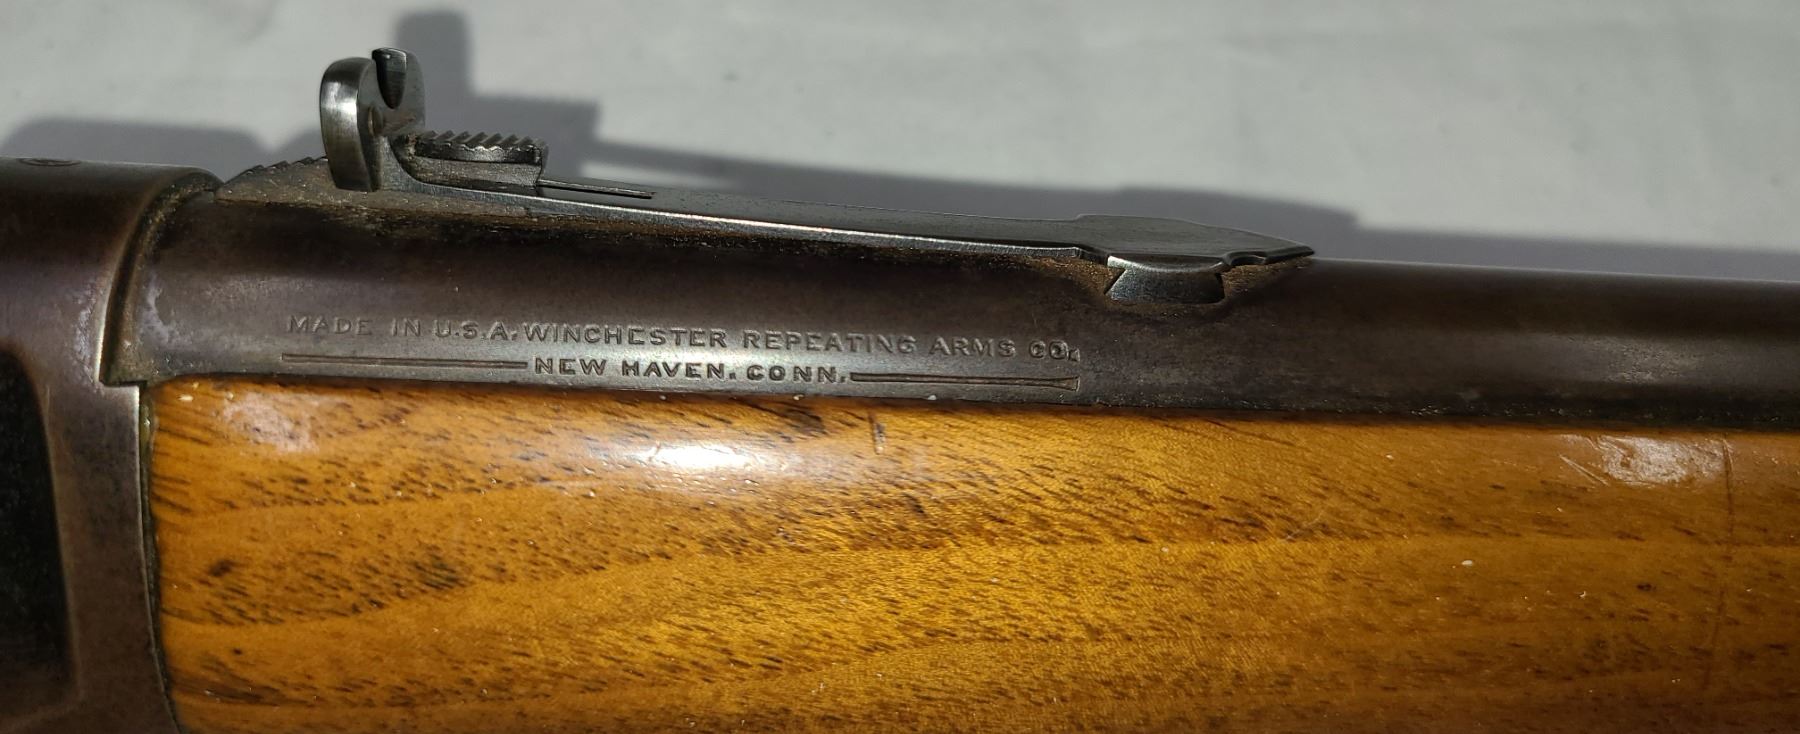 MADE IN U.S.A. WINCHESTER REPEATING ARMS CO.
NEW HAVEN. CONN.